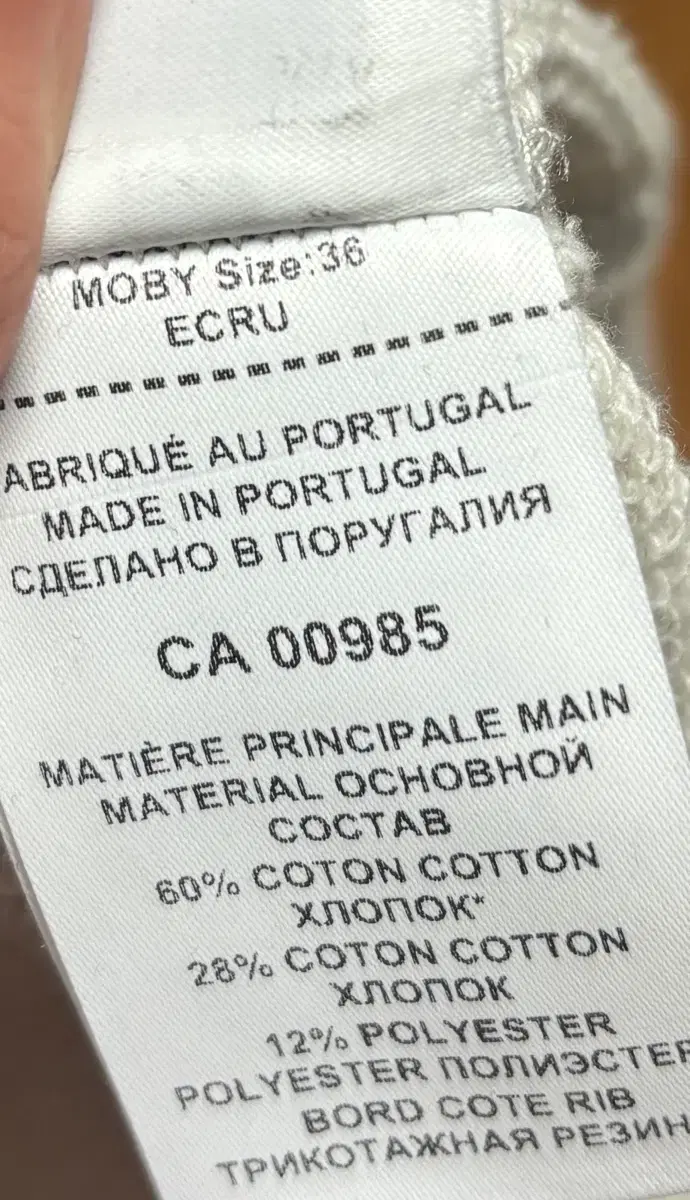 MOBY Size:36
ECRU
ABRIQUÉ AU PORTUGAL
MADE IN PORTUGAL
СДЕЛАНО В ПОРУГАЛИЯ
CA 00985
MATIÈRE PRINCIPALE MAIN
MATERIAL ОСНОВНОЙ
СОСТАВ
60% COTON COTTON
ХЛОПОК*
28% COTON COTTON
ХЛОПОК
12% POLYESTER
POLYESTER ПОЛИЭСТЕР
BORD COTE RIB
ТРИКОТАЖНАЯ РЕЗИН